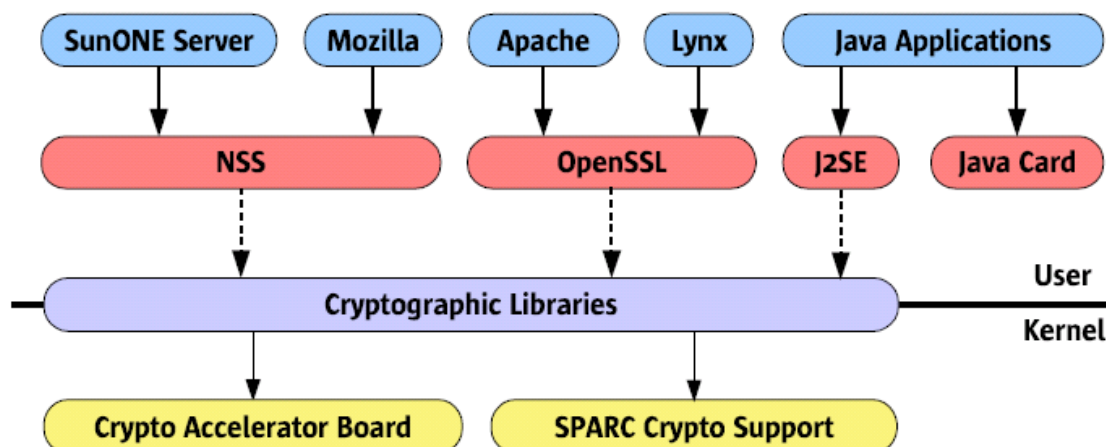 SunONE Server
Mozilla
Apache
Lynx
Java Applications
NSS
OpenSSL
J2SE
Java Card
User
Cryptographic Libraries
Kernel
Crypto Accelerator Board
SPARC Crypto Support